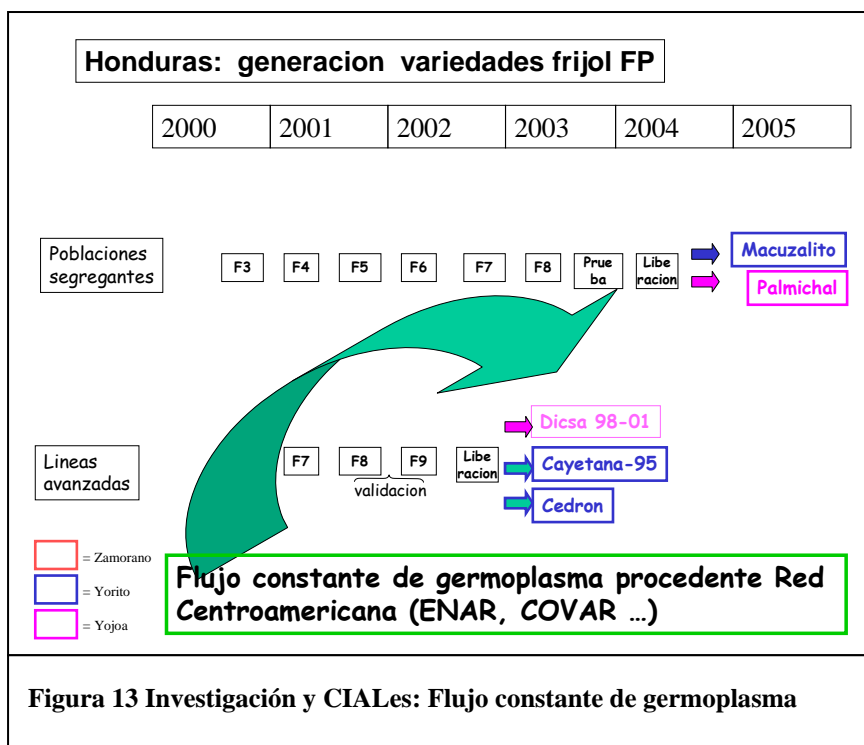 Honduras: generacion variedades frijol FP
2000 2001 2002 2003 2004 2005
Poblaciones
segregantes
F3 F4 F5 F6 F7 F8
Prue
ba
Libe
racion
Macuzalito
Palmichal
Lineas
avanzadas
F7 F8 F9
validacion
Libe
racion
Dicsa 98-01
Cayetana-95
Cedron
= Zamorano
= Yorito
= Yojoa
Flujo constante de germoplasma procedente Red
Centroamericana (ENAR, COVAR ...)
Figura 13 Investigación y CIALes: Flujo constante de germoplasma